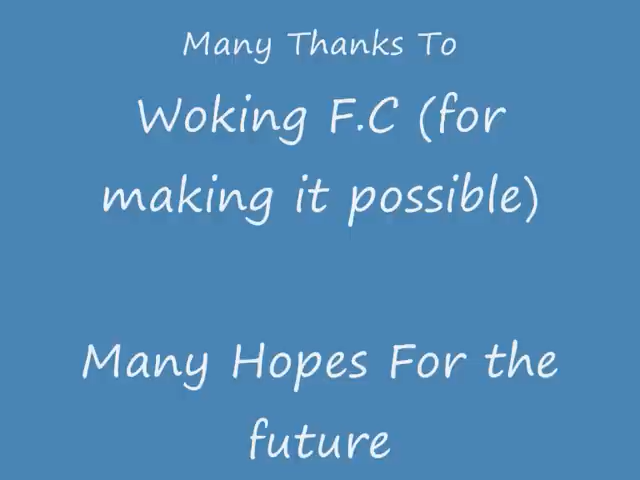 Many Thanks To
Woking F.C (for
making it possible)
Many Hopes For the
future